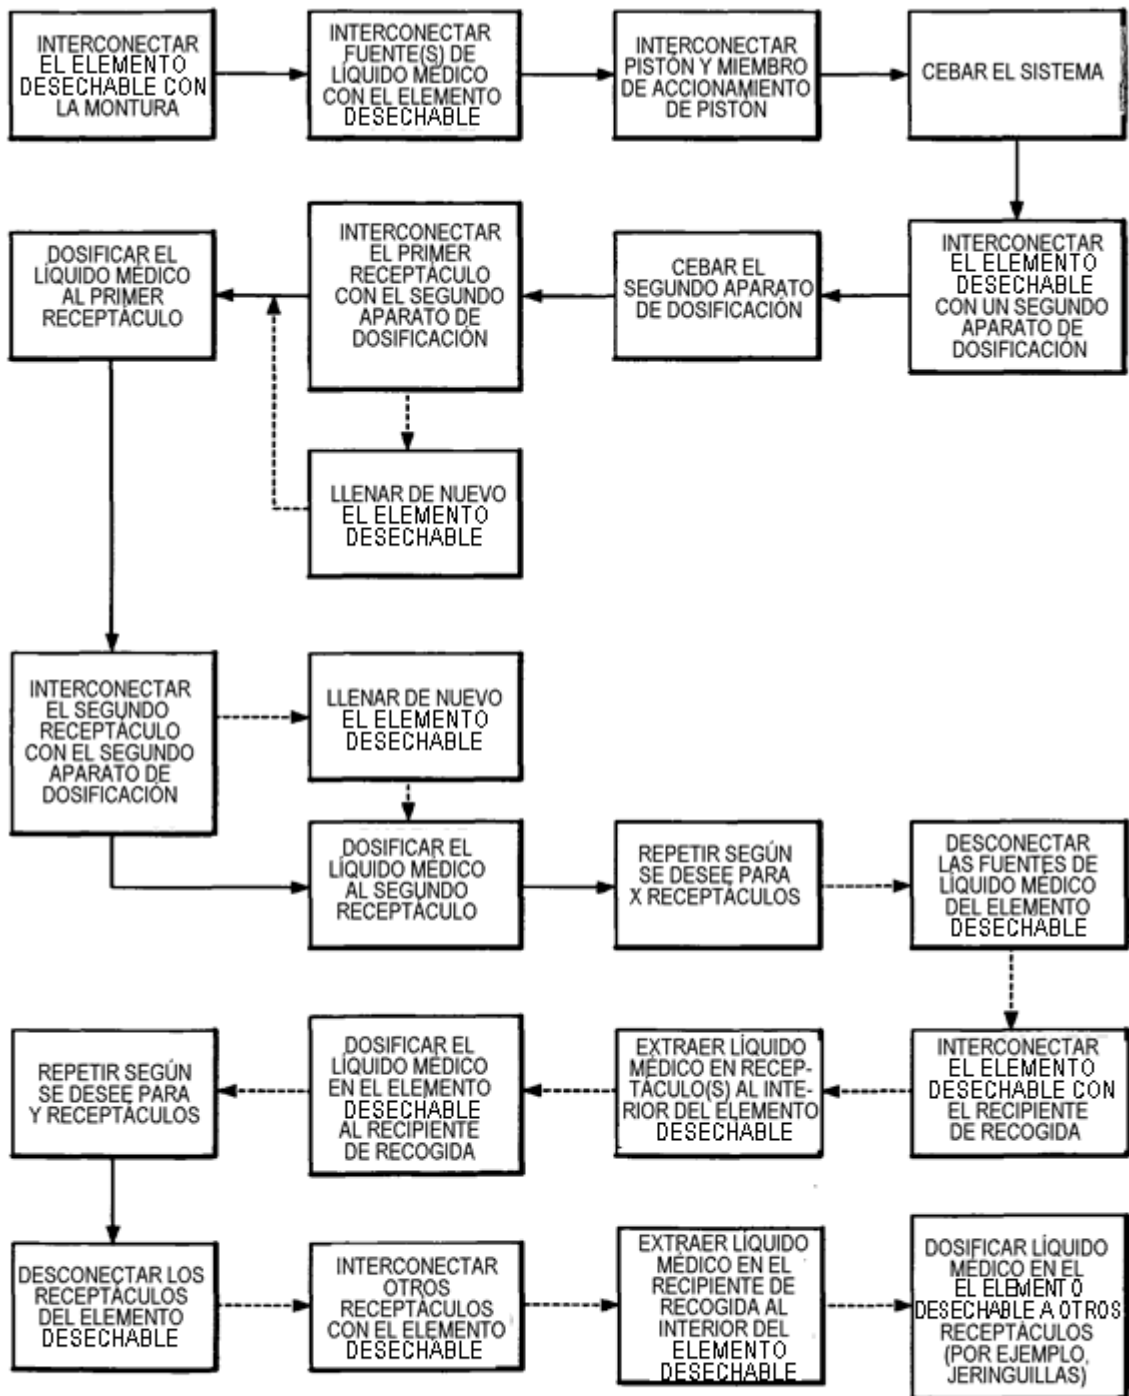 INTERCONECTAR
EL ELEMENTO
DESECHABLE CON
LA MONTURA
INTERCONECTAR
FUENTE(S) DE
LÍQUIDO MÉDICO
CON EL ELEMENTO
DESECHABLE
INTERCONECTAR
PISTÓN Y MIEMBRO
DE ACCIONAMIENTO
DE PISTÓN
CEBAR EL SISTEMA
DOSIFICAR EL
LÍQUIDO MÉDICO
AL PRIMER
RECEPTÁCULO
INTERCONECTAR
EL PRIMER
RECEPTÁCULO
CON EL SEGUNDO
APARATO DE
DOSIFICACIÓN
CEBAR EL
SEGUNDO APARATO
DE DOSIFICACIÓN
INTERCONECTAR
EL ELEMENTO
DESECHABLE
CON UN SEGUNDO
APARATO DE
DOSIFICACIÓN
LLENAR DE NUEVO
EL ELEMENTO
DESECHABLE
INTERCONECTAR
EL SEGUNDO
RECEPTÁCULO
CON EL SEGUNDO
APARATO DE
DOSIFICACIÓN
LLENAR DE NUEVO
EL ELEMENTO
DESECHABLE
DOSIFICAR EL
LÍQUIDO MÉDICO
AL SEGUNDO
RECEPTÁCULO
REPETIR SEGÚN
SE DESEE PARA
X RECEPTÁCULOS
DESCONECTAR
LAS FUENTES DE
LÍQUIDO MÉDICO
DEL ELEMENTO
DESECHABLE
REPETIR SEGÚN
SE DESEE PARA
Y RECEPTÁCULOS
DOSIFICAR EL
LÍQUIDO MÉDICO
EN EL ELEMENTO
DESECHABLE
AL RECIPIENTE
DE RECOGIDA
EXTRAER LÍQUIDO
MÉDICO EN RECEP-
TÁCULO(S) AL INTE-
RIOR DEL ELEMENTO
DESECHABLE
INTERCONECTAR
EL ELEMENTO
DESECHABLE CON
EL RECIPIENTE
DE RECOGIDA
DESCONECTAR LOS
RECEPTÁCULOS
DEL ELEMENTO
DESECHABLE
INTERCONECTAR
OTROS
RECEPTÁCULOS
CON EL ELEMENTO
DESECHABLE
EXTRAER LÍQUIDO
MÉDICO EN EL
RECIPIENTE DE
RECOGIDA AL
INTERIOR DEL
ELEMENTO
DESECHABLE
DOSIFICAR LÍQUIDO
MÉDICO EN EL
EL ELEMENTO
DESECHABLE A OTROS
RECEPTÁCULOS
(POR EJEMPLO,
JERINGUILLAS)